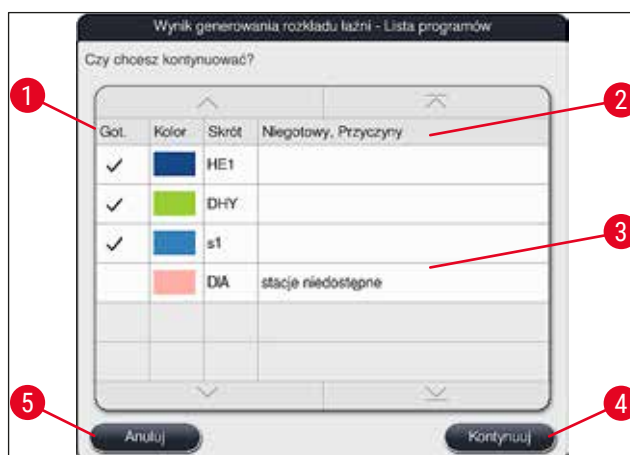 Wynik generowania rozkładu łaźni - Lista programów
Czy chcesz kontynuować?
1
2
Got. Kolor Skrót Niegotowy, Przyczyny
HE1
DHY
3
s1
DIA stacje niedostępne
5
4
Anuluj Kontynuuj